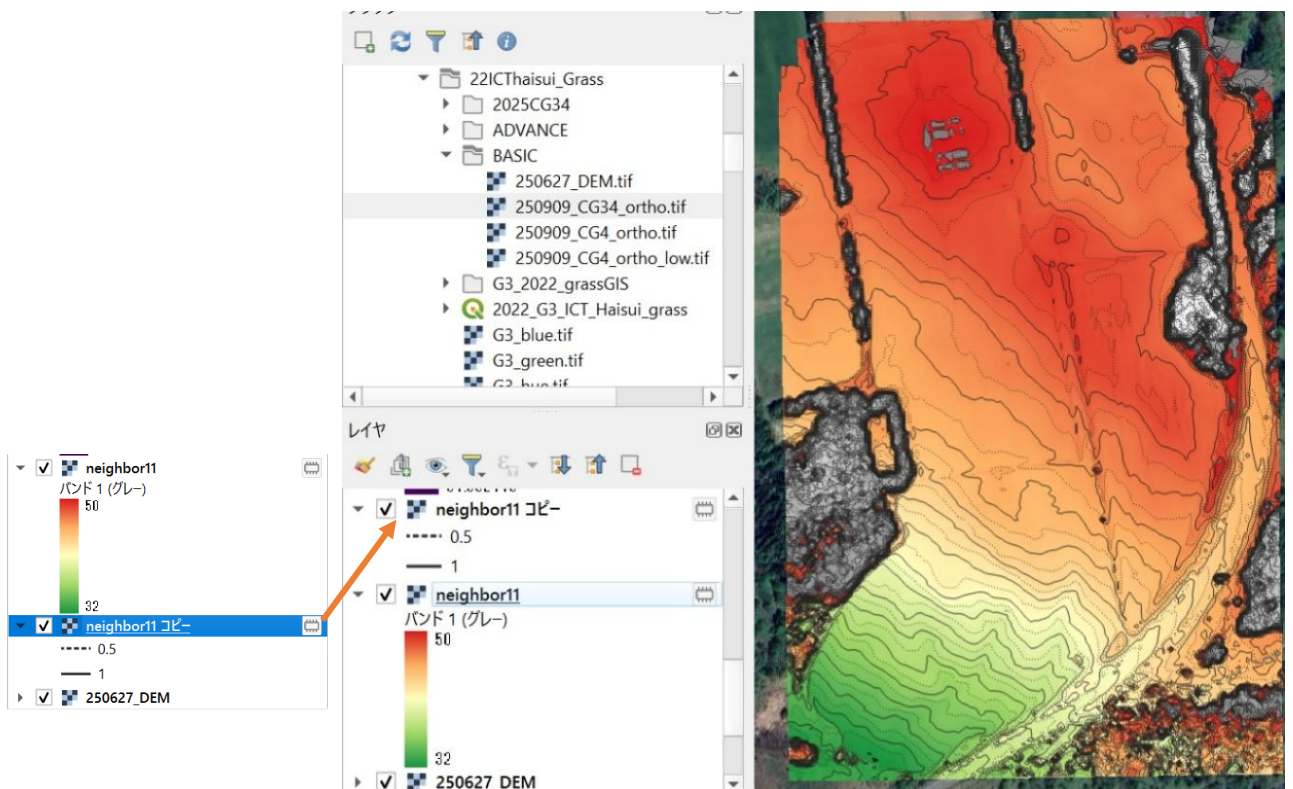 22ICThaisui_Grass
2025CG34
ADVANCE
BASIC
250627_DEM.tif
250909_CG34_ortho.tif
250909_CG4_ortho.tif
250909_CG4_ortho_low.tif
G3_2022_grassGIS
2022_G3_ICT_Haisui_grass
G3_blue.tif
G3_green.tif
G3_hue.tif
レイヤ
neighbor11 コピー
0.5
1
neighbor11
バンド 1 (グレー)
50
32
250627_DEM
neighbor11
バンド 1 (グレー)
50
32
neighbor11 コピー
0.5
1
250627_DEM